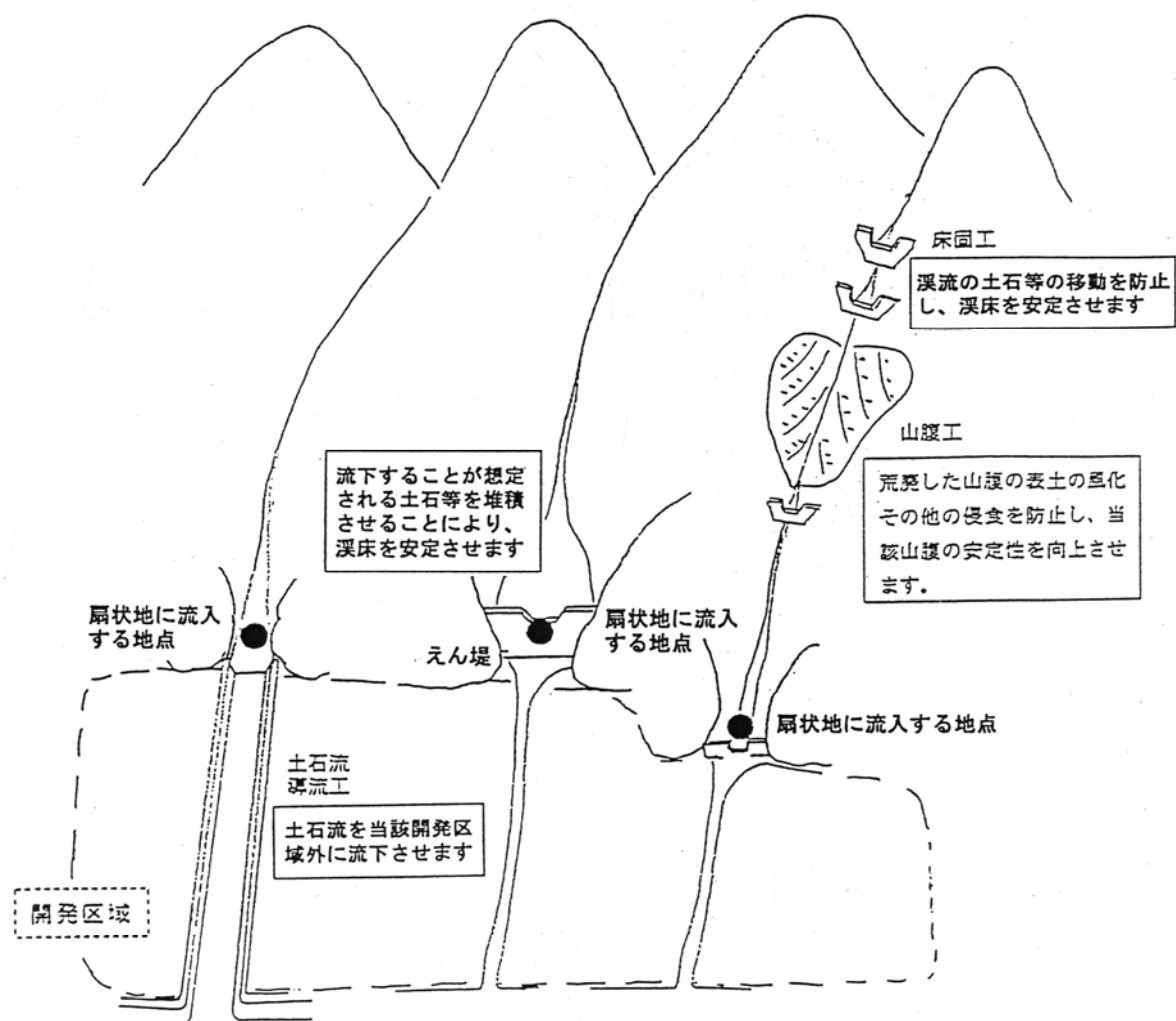 床固工
渓流の土石等の移動を防止
し、渓床を安定させます
山腹工
荒廃した山腹の表土の風化
その他の侵食を防止し、当
該山腹の安定性を向上させ
ます。
流下することが想定
される土石等を堆積
させることにより、
渓床を安定させます
扇状地に流入
する地点
えん堤
扇状地に流入
する地点
扇状地に流入する地点
土石流
導流工
土石流を当該開発区
域外に流下させます
開発区域